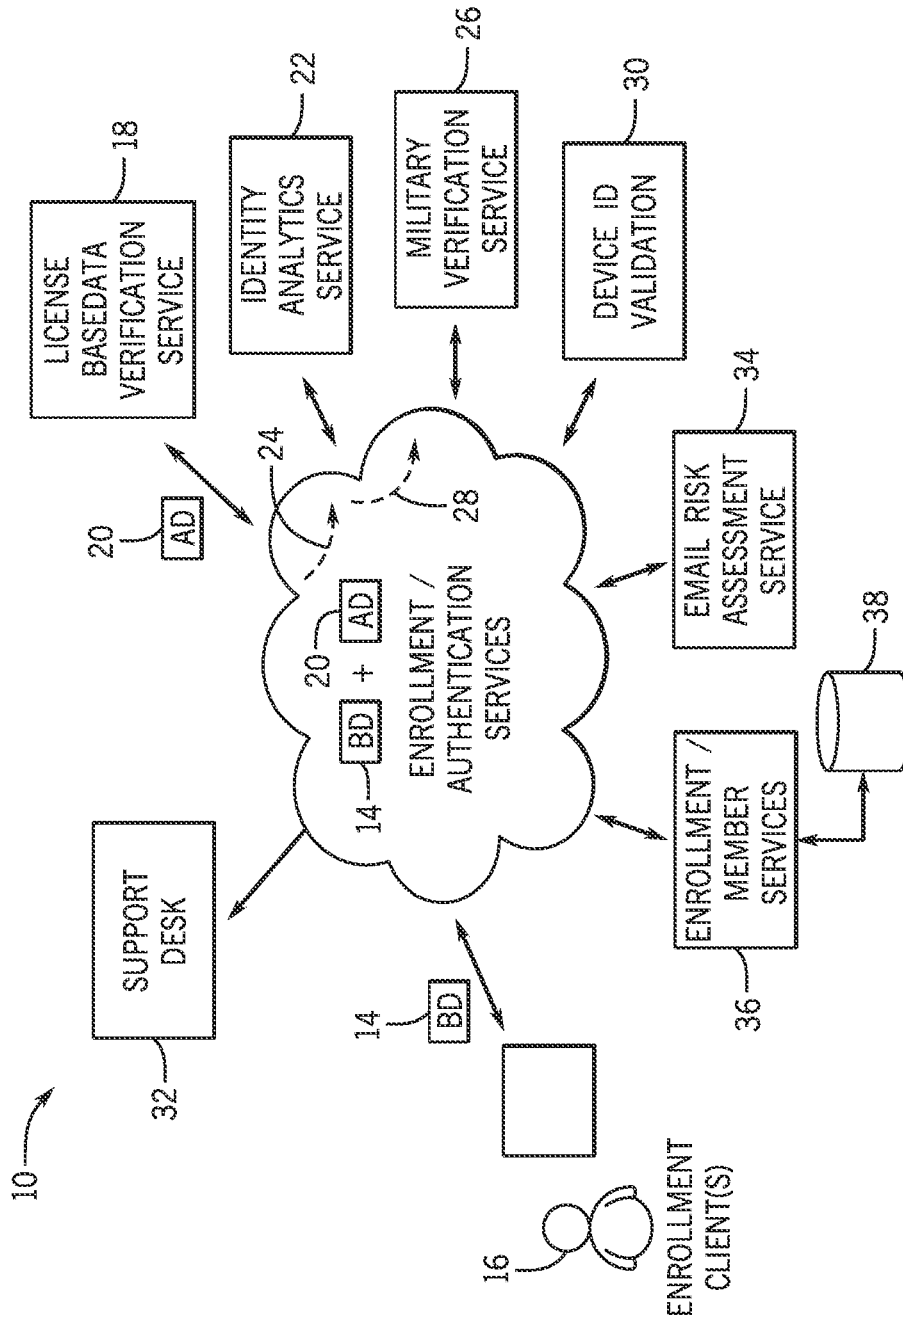 10
32
SUPPORT
DESK
20
AD
18
LICENSE
BASEDATA
VERIFICATION
SERVICE
22
IDENTITY
ANALYTICS
SERVICE
24
28
26
MILITARY
VERIFICATION
SERVICE
14
BD
+
20
AD
ENROLLMENT /
AUTHENTICATION
SERVICES
14
BD
30
DEVICE ID
VALIDATION
16
ENROLLMENT
CLIENT(S)
36
ENROLLMENT /
MEMBER
SERVICES
38
34
EMAIL RISK
ASSESSMENT
SERVICE